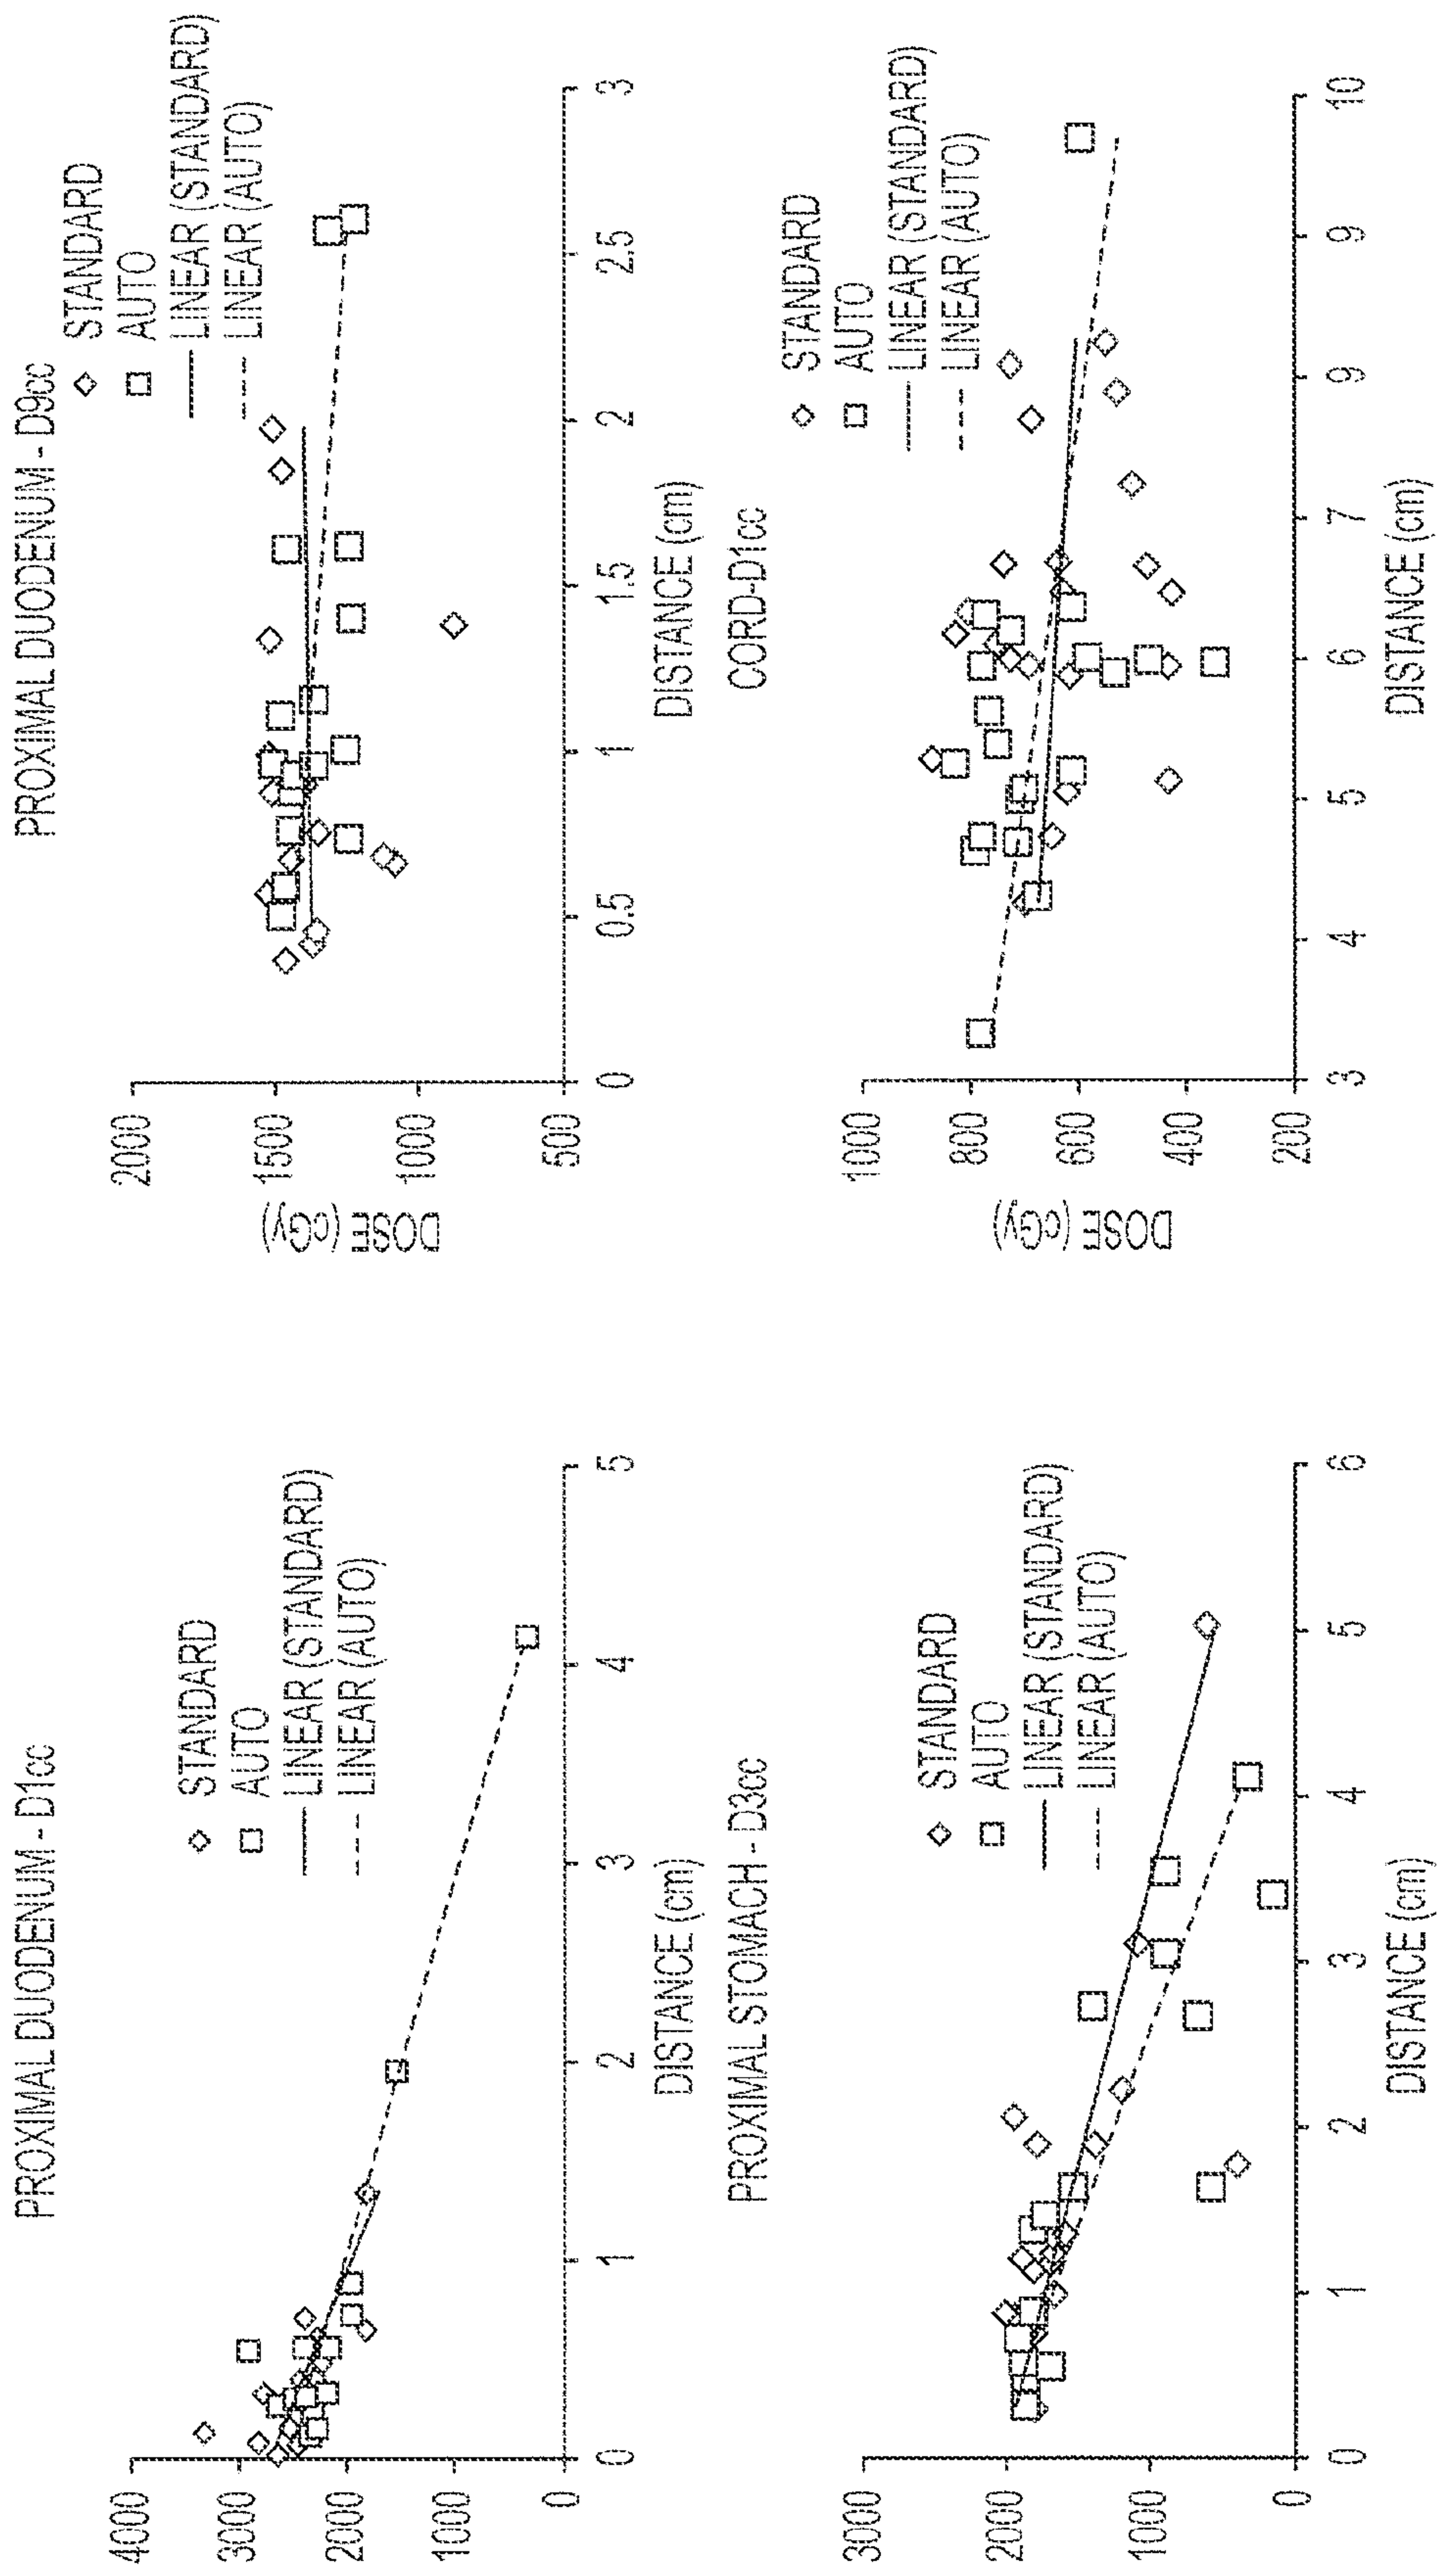 PROXIMAL DUODENUM - D1cc
STANDARD
AUTO
LINEAR (STANDARD)
LINEAR (AUTO)
4000
3000
2000
1000
0
0 1 2 3 4 5
DISTANCE (cm)
PROXIMAL DUODENUM - D9cc
STANDARD
AUTO
LINEAR (STANDARD)
LINEAR (AUTO)
DOSE (cGy)
2000
1500
1000
500
0 0.5 1 1.5 2 2.5 3
DISTANCE (cm)
PROXIMAL STOMACH - D3cc
STANDARD
AUTO
LINEAR (STANDARD)
LINEAR (AUTO)
3000
2000
1000
0
0 1 2 3 4 5 6
DISTANCE (cm)
CORD-D1cc
STANDARD
AUTO
LINEAR (STANDARD)
LINEAR (AUTO)
DOSE (cGy)
1000
800
600
400
200
3 4 5 6 7 9 9 10
DISTANCE (cm)